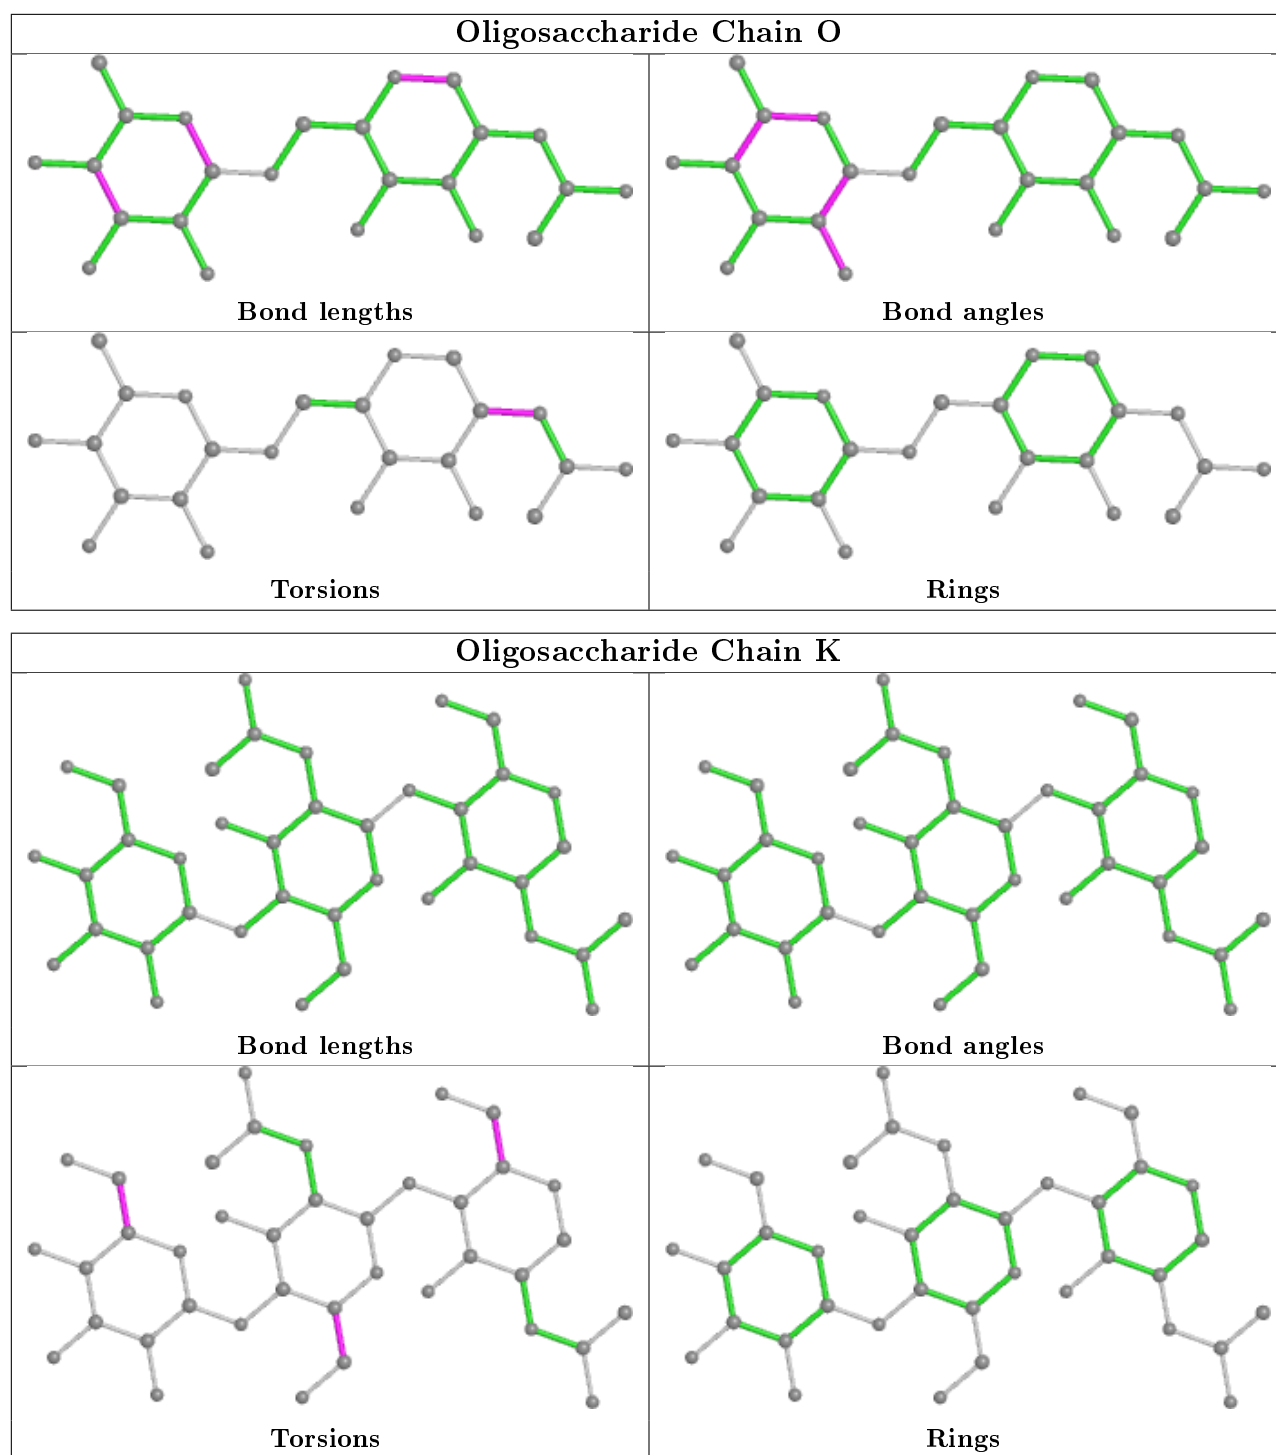 Oligosaccharide Chain O
Bond lengths
Bond angles
Torsions
Rings
Oligosaccharide Chain K
Bond lengths
Bond angles
Torsions
Rings